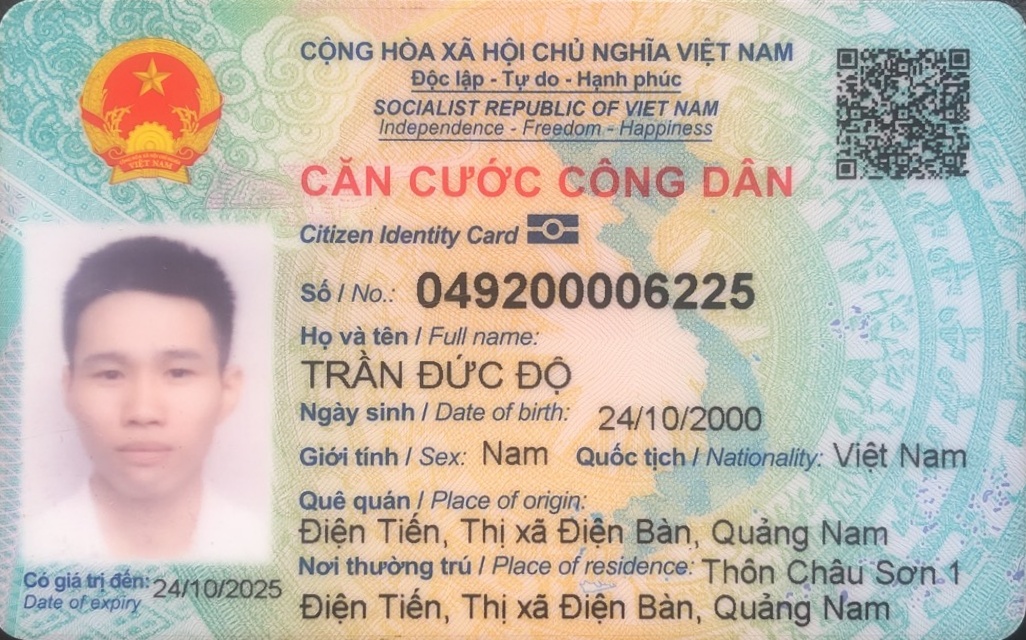 CỘNG HÒA XÃ HỘI CHỦ NGHĨA VIỆT NAM
Độc lập - Tự do - Hạnh phúc
SOCIALIST REPUBLIC OF VIET NAM
Independence - Freedom - Happiness
VIỆT NAM
CĂN CƯỚC CÔNG DÂN
Citizen Identity Card
Số / No.: 049200006225
Họ và tên / Full name:
TRẦN ĐỨC ĐỘ
Ngày sinh / Date of birth: 24/10/2000
Giới tính / Sex: Nam Quốc tịch / Nationality: Việt Nam
Quê quán / Place of origin:
Điện Tiến, Thị xã Điện Bàn, Quảng Nam
Nơi thường trú / Place of residence: Thôn Châu Sơn 1
Điện Tiến, Thị xã Điện Bàn, Quảng Nam
Có giá trị đến: 24/10/2025
Date of expiry